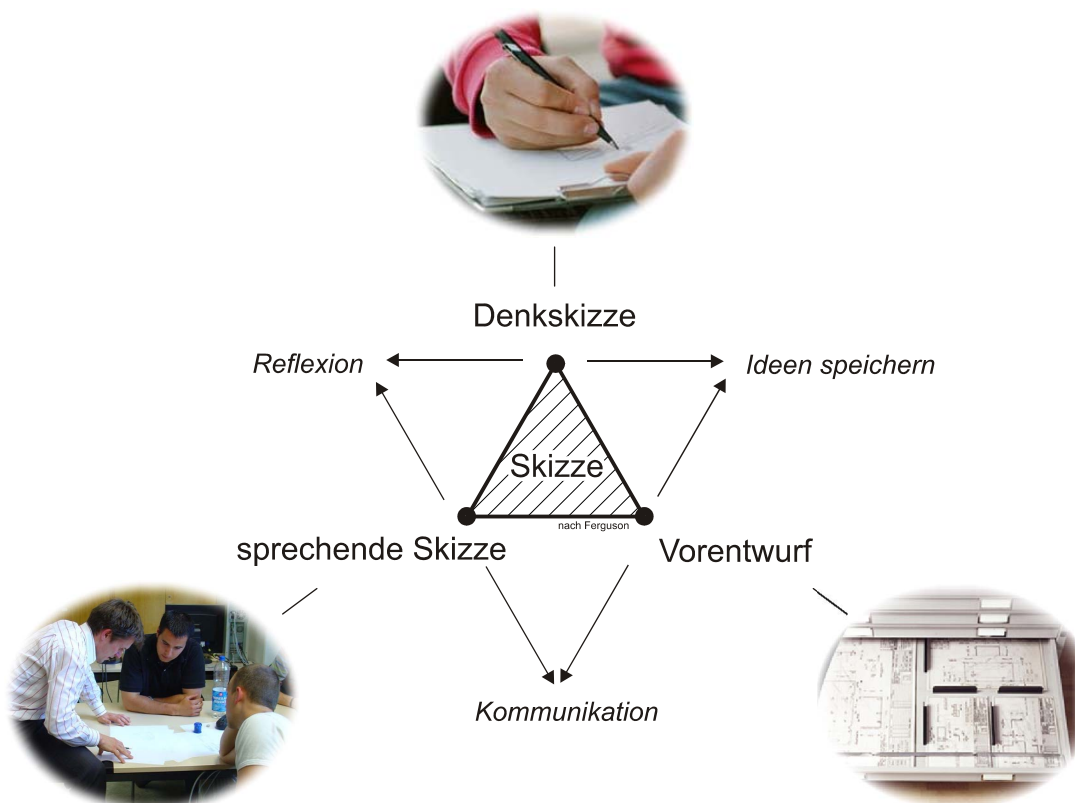 Denkskizze
Reflexion
Ideen speichern
Skizze
nach Ferguson
sprechende Skizze
Vorentwurf
Kommunikation